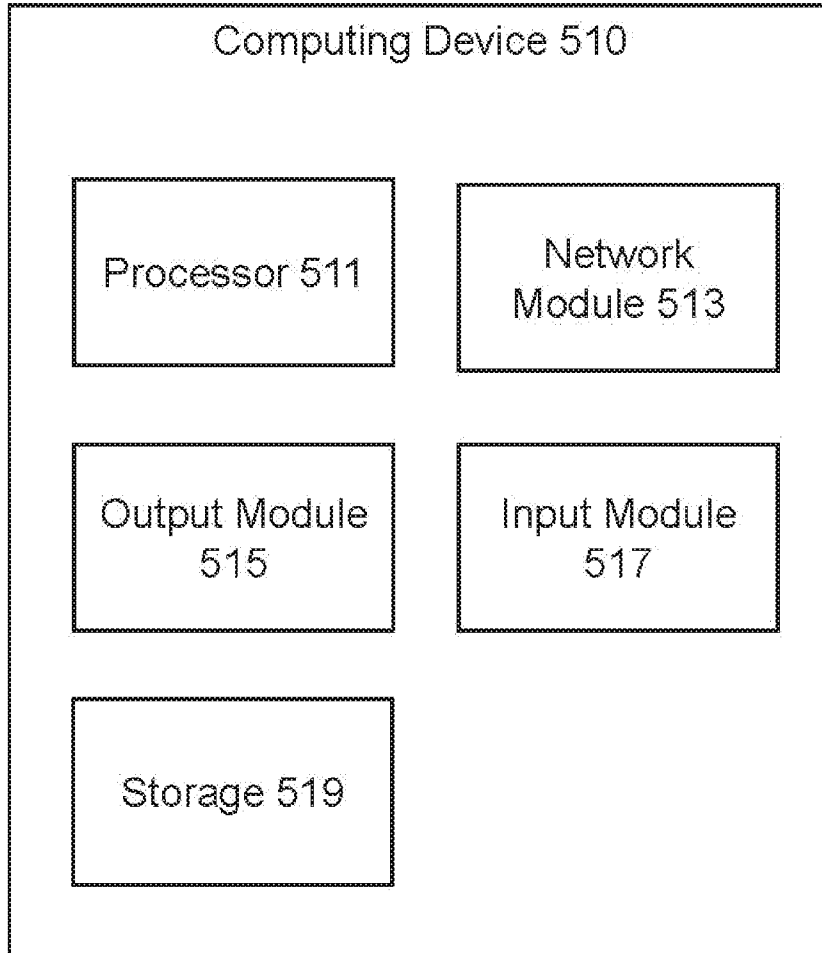 Computing Device 510
Processor 511
Network
Module 513
Output Module
515
Input Module
517
Storage 519